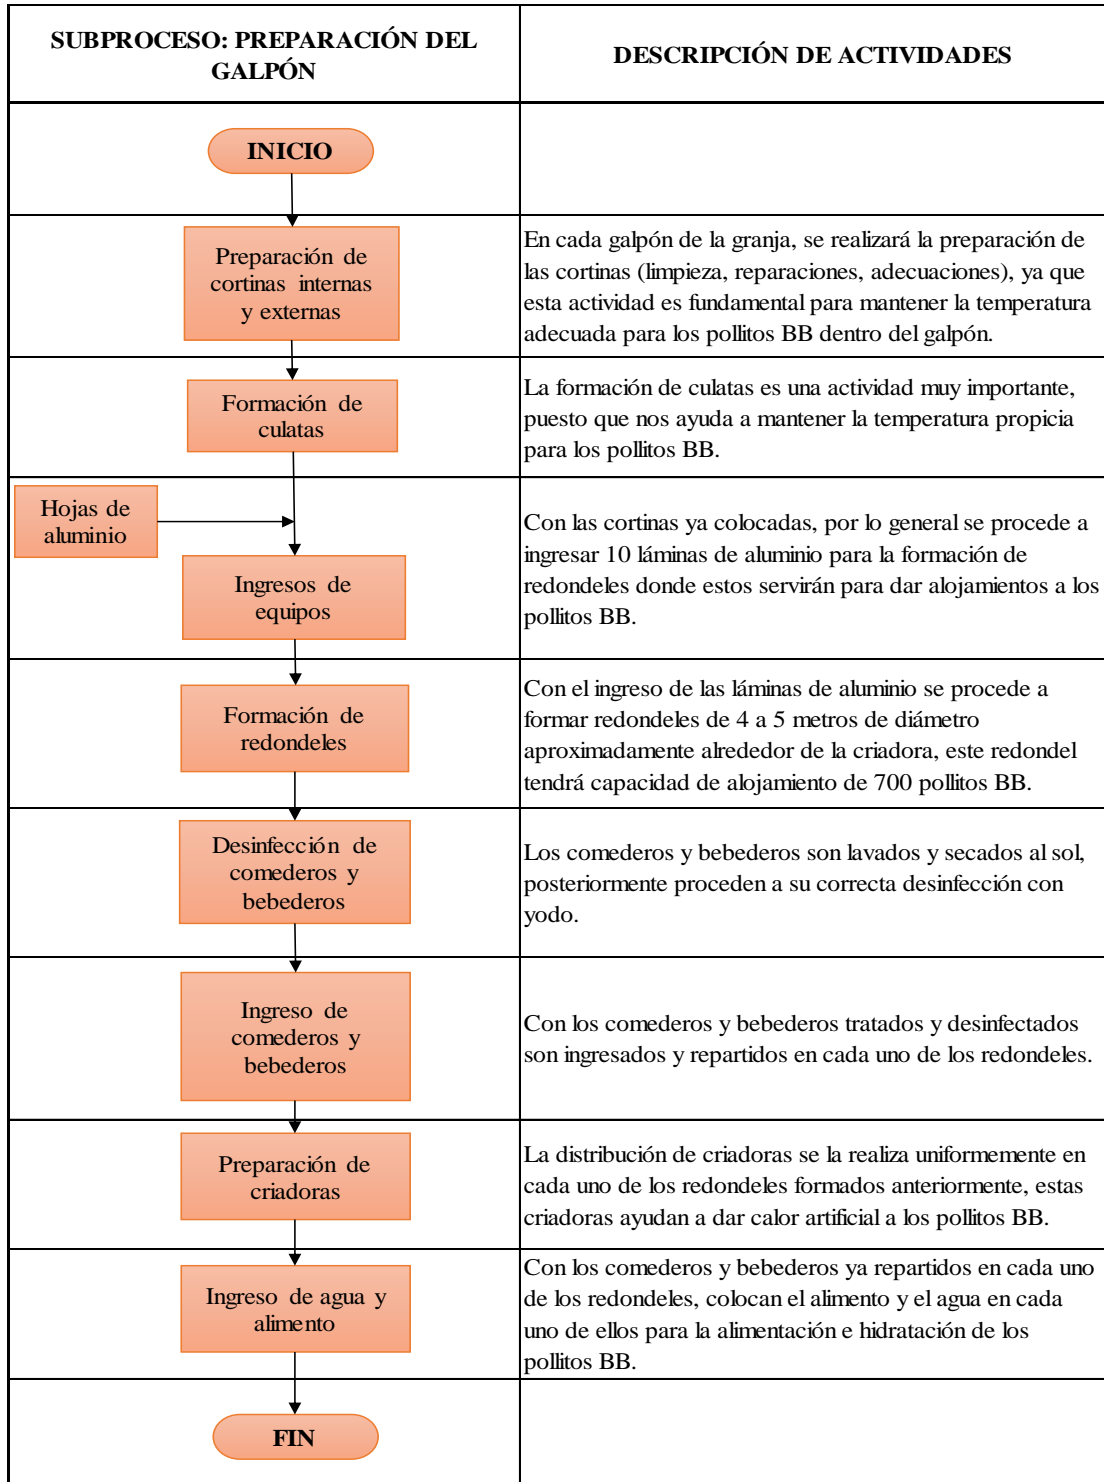 SUBPROCESO: PREPARACIÓN DEL
GALPÓN
DESCRIPCIÓN DE ACTIVIDADES
INICIO
Preparación de
cortinas internas
y externas
En cada galpón de la granja, se realizará la preparación de
las cortinas (limpieza, reparaciones, adecuaciones), ya que
esta actividad es fundamental para mantener la temperatura
adecuada para los pollitos BB dentro del galpón.
Formación de
culatas
La formación de culatas es una actividad muy importante,
puesto que nos ayuda a mantener la temperatura propicia
para los pollitos BB.
Hojas de
aluminio
Ingresos de
equipos
Con las cortinas ya colocadas, por lo general se procede a
ingresar 10 láminas de aluminio para la formación de
redondeles donde estos servirán para dar alojamientos a los
pollitos BB.
Formación de
redondeles
Con el ingreso de las láminas de aluminio se procede a
formar redondeles de 4 a 5 metros de diámetro
aproximadamente alrededor de la criadora, este redondel
tendrá capacidad de alojamiento de 700 pollitos BB.
Desinfección de
comederos y
bebederos
Los comederos y bebederos son lavados y secados al sol,
posteriormente proceden a su correcta desinfección con
yodo.
Ingreso de
comederos y
bebederos
Con los comederos y bebederos tratados y desinfectados
son ingresados y repartidos en cada uno de los redondeles.
Preparación de
criadoras
La distribución de criadoras se la realiza uniformemente en
cada uno de los redondeles formados anteriormente, estas
criadoras ayudan a dar calor artificial a los pollitos BB.
Ingreso de agua y
alimento
Con los comederos y bebederos ya repartidos en cada uno
de los redondeles, colocan el alimento y el agua en cada
uno de ellos para la alimentación e hidratación de los
pollitos BB.
FIN